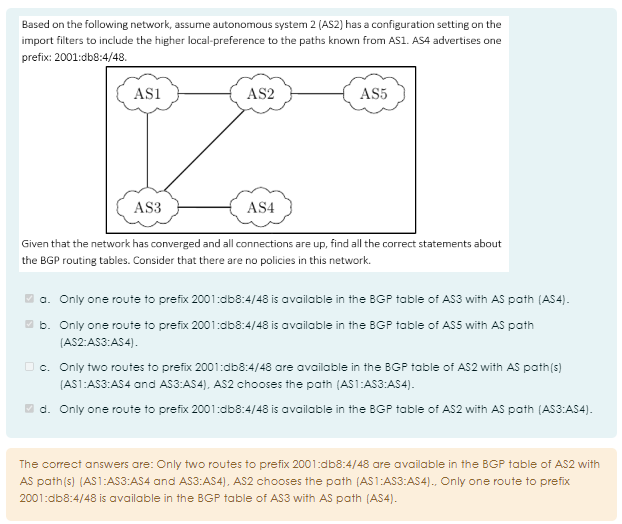 Based on the following network, assume autonomous system 2 (AS2) has a configuration setting on the
import filters to include the higher local-preference to the paths known from AS1. AS4 advertises one
prefix: 2001:db8:4/48.
AS1 AS2 AS5
AS3 AS4
Given that the network has converged and all connections are up, find all the correct statements about
the BGP routing tables. Consider that there are no policies in this network.
a. Only one route to prefix 2001:db8:4/48 is available in the BGP table of AS3 with AS path (AS4).
b. Only one route to prefix 2001:db8:4/48 is available in the BGP table of AS5 with AS path
(AS2:AS3:AS4).
c. Only two routes to prefix 2001:db8:4/48 are available in the BGP table of AS2 with AS path(s)
(AS1:AS3:AS4 and AS3:AS4). AS2 chooses the path (AS1:AS3:AS4).
d. Only one route to prefix 2001:db8:4/48 is available in the BGP table of AS2 with AS path (AS3:AS4).
The correct answers are: Only two routes to prefix 2001:db8:4/48 are available in the BGP table of AS2 with
AS path(s) (AS1:AS3:AS4 and AS3:AS4). AS2 chooses the path (AS1:AS3:AS4)., Only one route to prefix
2001:db8:4/48 is available in the BGP table of AS3 with AS path (AS4).